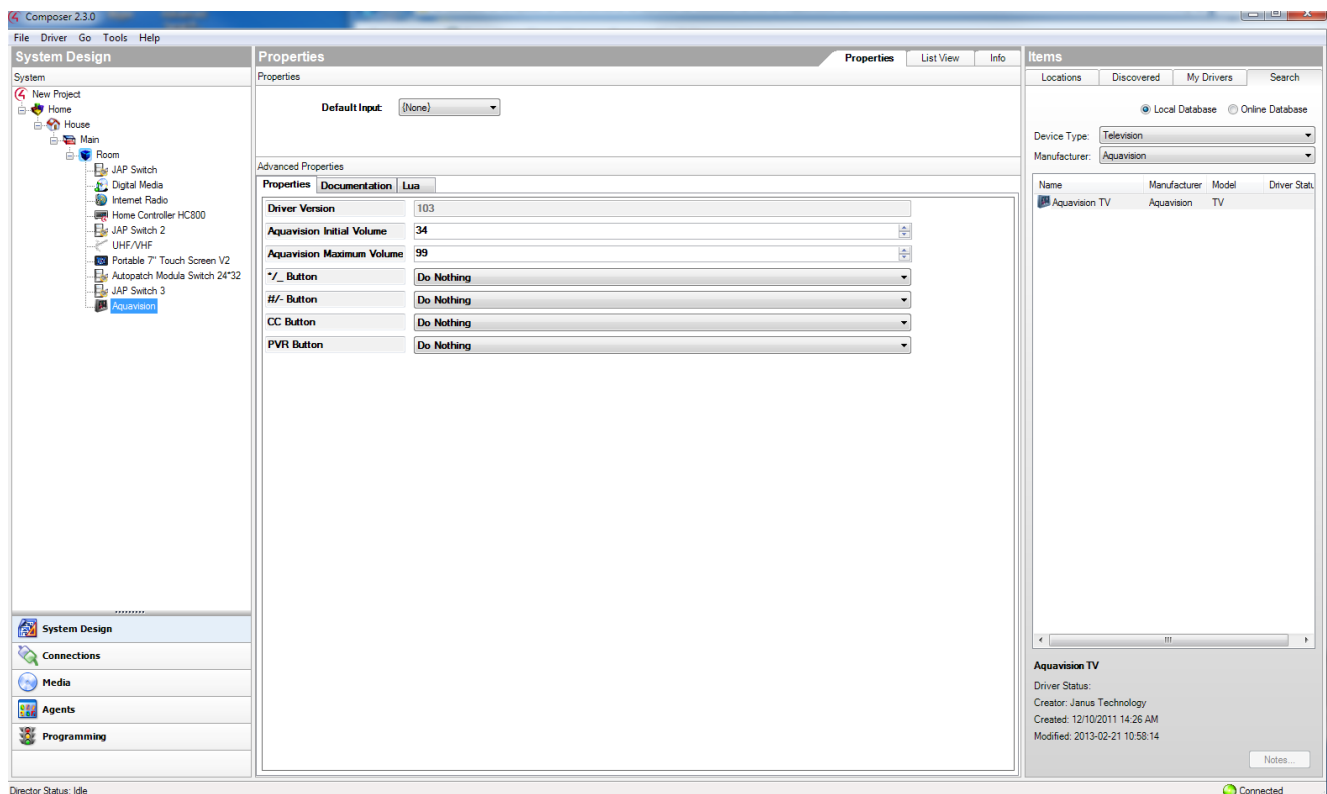 Composer 2.3.0
File Driver Go Tools Help
System Design
System
New Project
Home
House
Main
Room
JAP Switch
Digital Media
Internet Radio
Home Controller HC800
JAP Switch 2
UHF/VHF
Portable 7" Touch Screen V2
Autopatch Modula Switch 24*32
JAP Switch 3
Aquavision
System Design
Connections
Media
Agents
Programming
Properties
Properties List View Info
Properties
Default Input: {None}
Advanced Properties
Properties Documentation Lua
Driver Version 103
Aquavision Initial Volume 34
Aquavision Maximum Volume 99
*/_ Button Do Nothing
#/- Button Do Nothing
CC Button Do Nothing
PVR Button Do Nothing
Items
Locations Discovered My Drivers Search
Local Database Online Database
Device Type: Television
Manufacturer: Aquavision
Name Manufacturer Model Driver Statu
Aquavision TV Aquavision TV
Aquavision TV
Driver Status:
Creator: Janus Technology
Created: 12/10/2011 14:26 AM
Modified: 2013-02-21 10:58:14
Notes...
Director Status: Idle
Connected